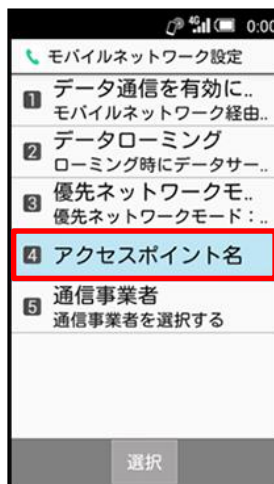 4G 0:00
モバイルネットワーク設定
1 データ通信を有効に..
モバイルネットワーク経由..
2 データローミング
ローミング時にデータサー..
3 優先ネットワークモ..
優先ネットワークモード：..
4 アクセスポイント名
5 通信事業者
通信事業者を選択する
選択